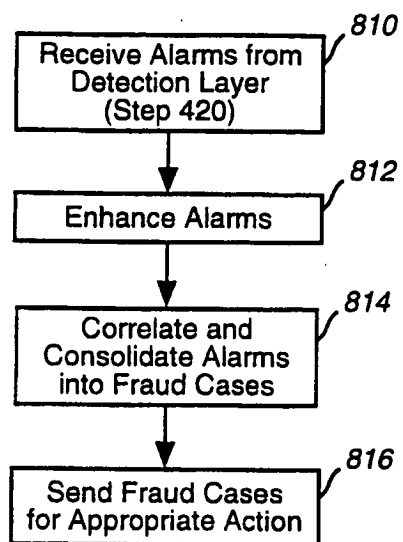 810
Receive Alarms from
Detection Layer
(Step 420)
812
Enhance Alarms
814
Correlate and
Consolidate Alarms
into Fraud Cases
816
Send Fraud Cases
for Appropriate Action